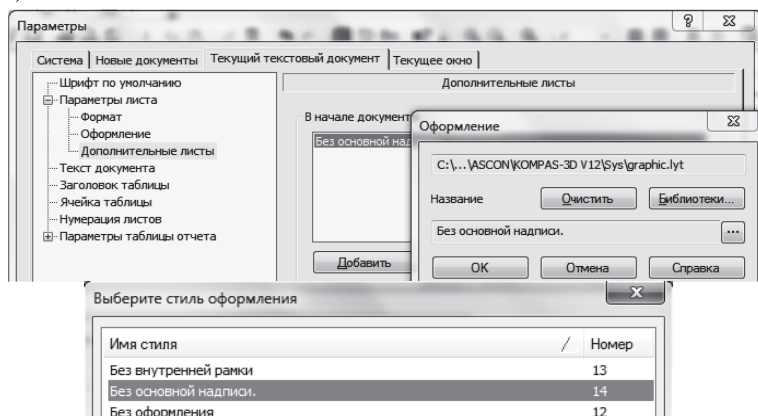 Параметры
Система Новые документы Текущий текстовый документ Текущее окно
Шрифт по умолчанию
Параметры листа
Формат
Оформление
Дополнительные листы
Текст документа
Заголовок таблицы
Ячейка таблицы
Нумерация листов
Параметры таблицы отчета
Дополнительные листы
В начале документ
Без основной над
Добавить
Оформление
C:\...\ASCON\KOMPAS-3D V12\Sys\graphic.lyt
Название Очистить Библиотеки...
Без основной надписи. ...
OK Отмена Справка
Выберите стиль оформления
Имя стиля / Номер
Без внутренней рамки 13
Без основной надписи. 14
Без оформления 12